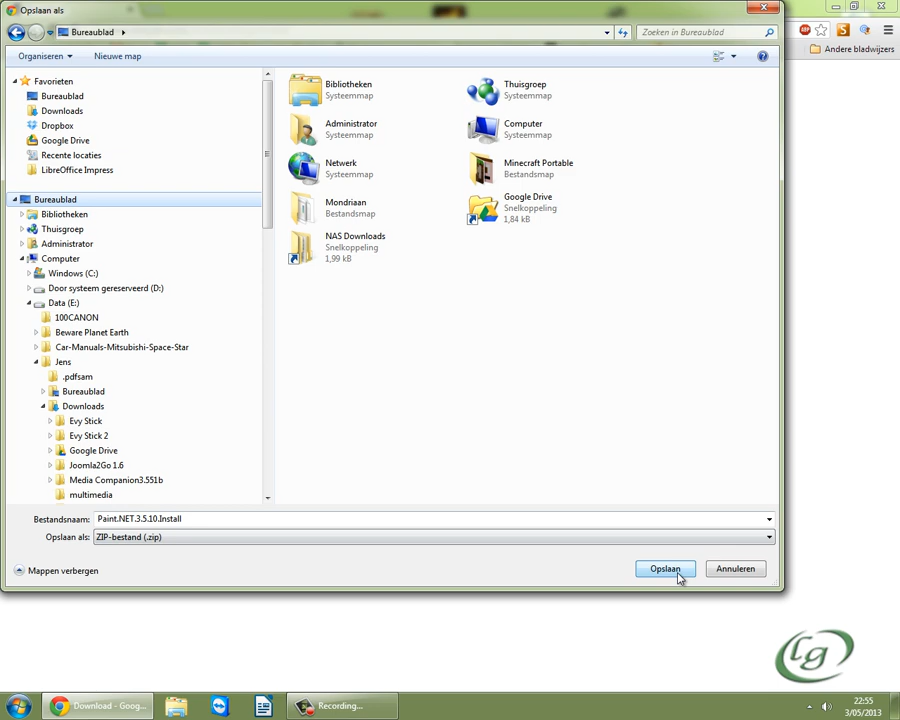 Opslaan als
Bureaublad
Zoeken in Bureaublad
Organiseren
Nieuwe map
Andere bladwijzers
Favorieten
Bureaublad
Downloads
Dropbox
Google Drive
Recente locaties
LibreOffice Impress
Bureaublad
Bibliotheken
Thuisgroep
Administrator
Computer
Windows (C:)
Door systeem gereserveerd (D:)
Data (E:)
100CANON
Beware Planet Earth
Car-Manuals-Mitsubishi-Space-Star
Jens
.pdfsam
Bureaublad
Downloads
Evy Stick
Evy Stick 2
Google Drive
Joomla2Go 1.6
Media Companion3.551b
multimedia
Bibliotheken
Systeemmap
Thuisgroep
Systeemmap
Administrator
Systeemmap
Computer
Systeemmap
Netwerk
Systeemmap
Minecraft Portable
Bestandsmap
Mondriaan
Bestandsmap
Google Drive
Snelkoppeling
1,84 kB
NAS Downloads
Snelkoppeling
1,99 kB
Bestandsnaam: Paint.NET.3.5.10.Install
Opslaan als: ZIP-bestand (.zip)
Mappen verbergen
Opslaan
Annuleren
lg
Download - Goog...
Recording...
22:55
3/05/2013